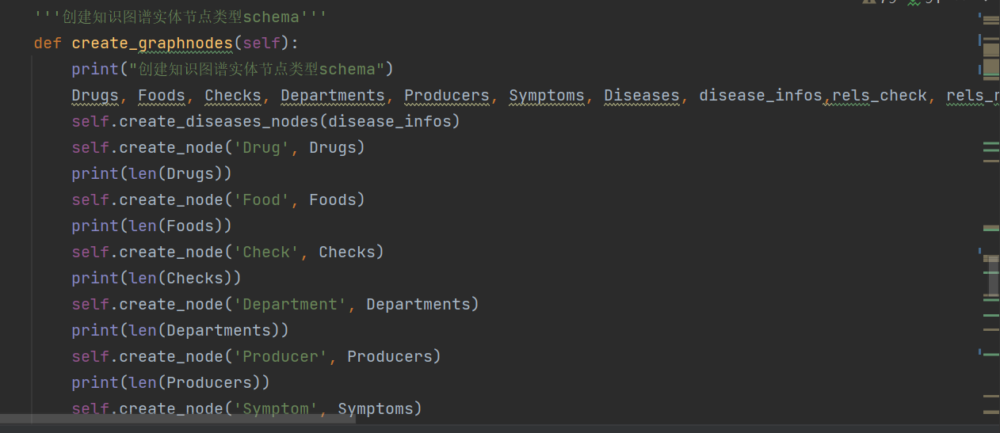 '''创建知识图谱实体节点类型schema'''
def create_graphnodes(self):
print("创建知识图谱实体节点类型schema")
Drugs, Foods, Checks, Departments, Producers, Symptoms, Diseases, disease_infos,rels_check,
self.create_diseases_nodes(disease_infos)
self.create_node('Drug', Drugs)
print(len(Drugs))
self.create_node('Food', Foods)
print(len(Foods))
self.create_node('Check', Checks)
print(len(Checks))
self.create_node('Department', Departments)
print(len(Departments))
self.create_node('Producer', Producers)
print(len(Producers))
self.create_node('Symptom', Symptoms)